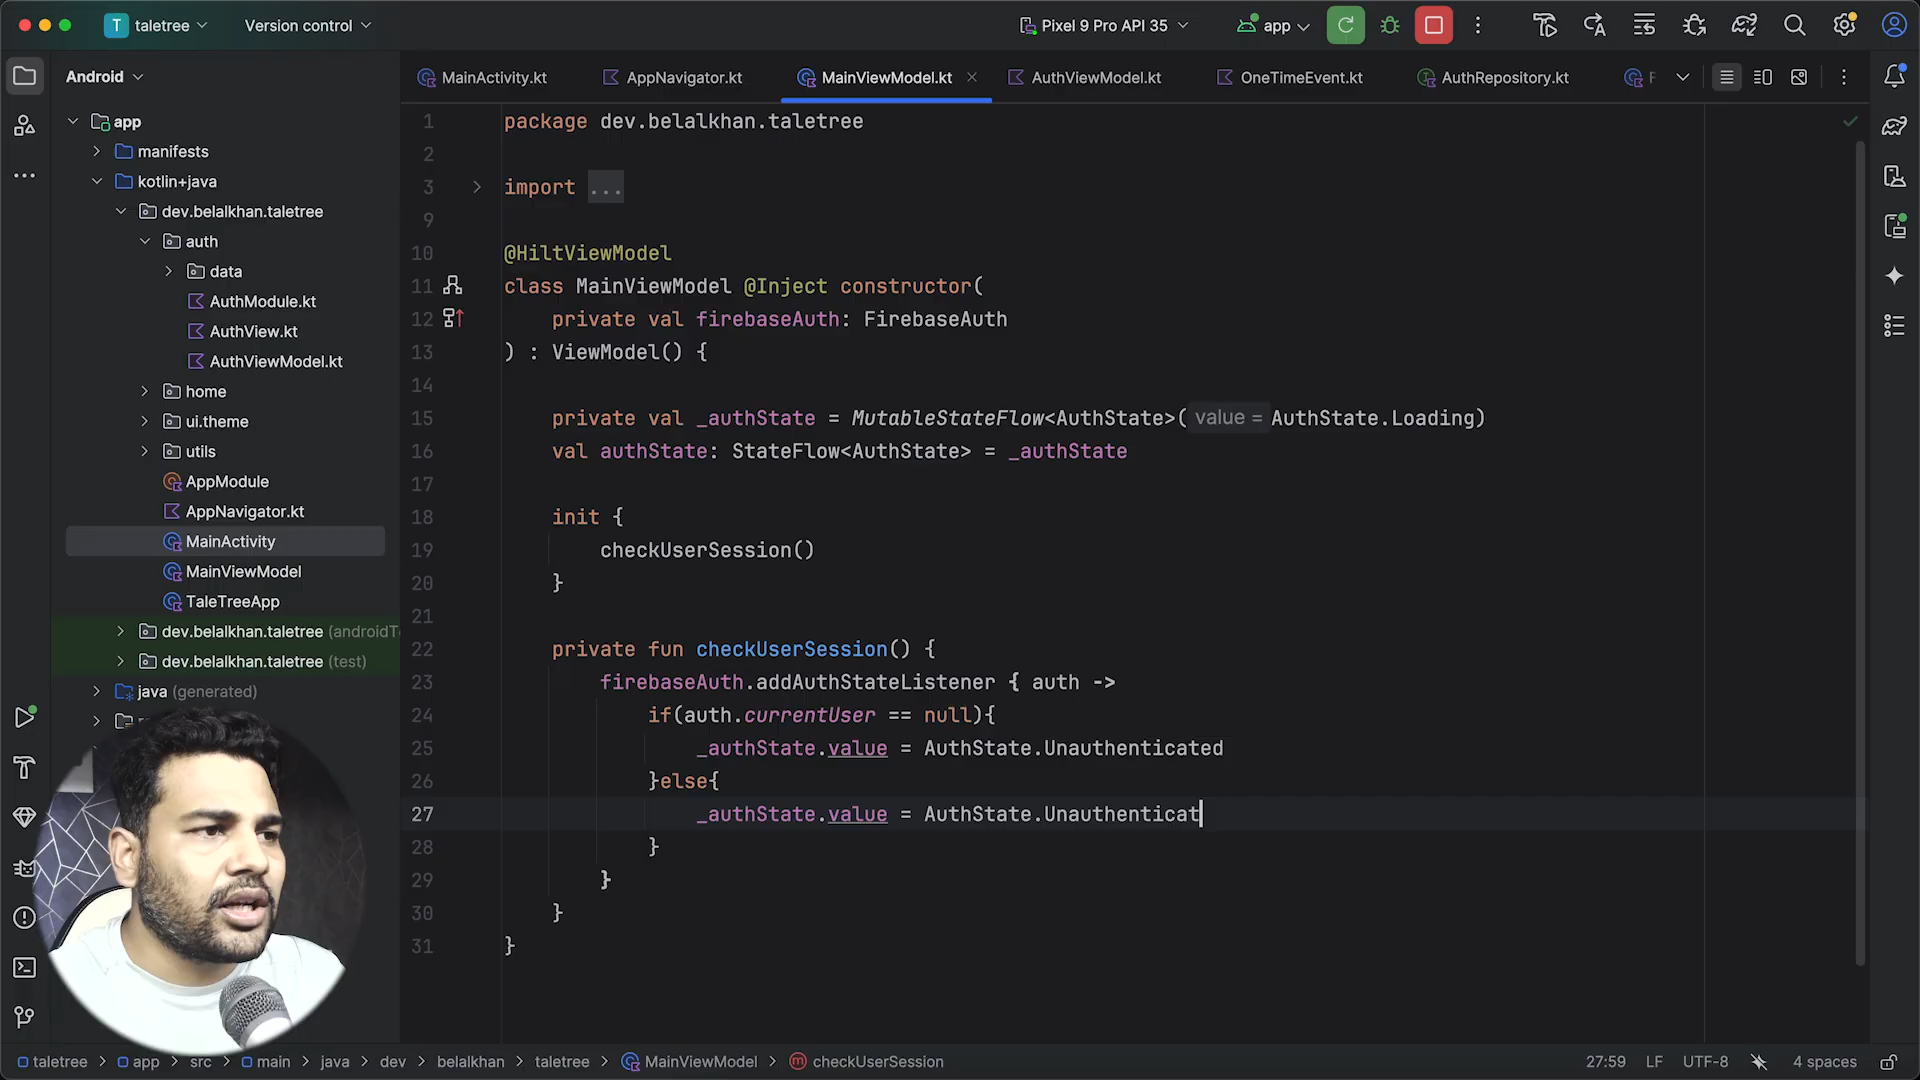 T taletree Version control Pixel 9 Pro API 35 app
Android
MainActivity.kt AppNavigator.kt MainViewModel.kt AuthViewModel.kt OneTimeEvent.kt AuthRepository.kt F
app
manifests
kotlin+java
dev.belalkhan.taletree
auth
data
AuthModule.kt
AuthView.kt
AuthViewModel.kt
home
ui.theme
utils
AppModule
AppNavigator.kt
MainActivity
MainViewModel
TaleTreeApp
dev.belalkhan.taletree (androidTe
dev.belalkhan.taletree (test)
java (generated)
1 package dev.belalkhan.taletree
2
3 import ...
9
10 @HiltViewModel
11 class MainViewModel @Inject constructor(
12 private val firebaseAuth: FirebaseAuth
13 ) : ViewModel() {
14
15 private val _authState = MutableStateFlow<AuthState>( value = AuthState.Loading)
16 val authState: StateFlow<AuthState> = _authState
17
18 init {
19 checkUserSession()
20 }
21
22 private fun checkUserSession() {
23 firebaseAuth.addAuthStateListener { auth ->
24 if(auth.currentUser == null){
25 _authState.value = AuthState.Unauthenticated
26 }else{
27 _authState.value = AuthState.Unauthenticat
28 }
29 }
30 }
31 }
taletree > app > src > main > java > dev > belalkhan > taletree > MainViewModel > m checkUserSession 27:59 LF UTF-8 4 spaces